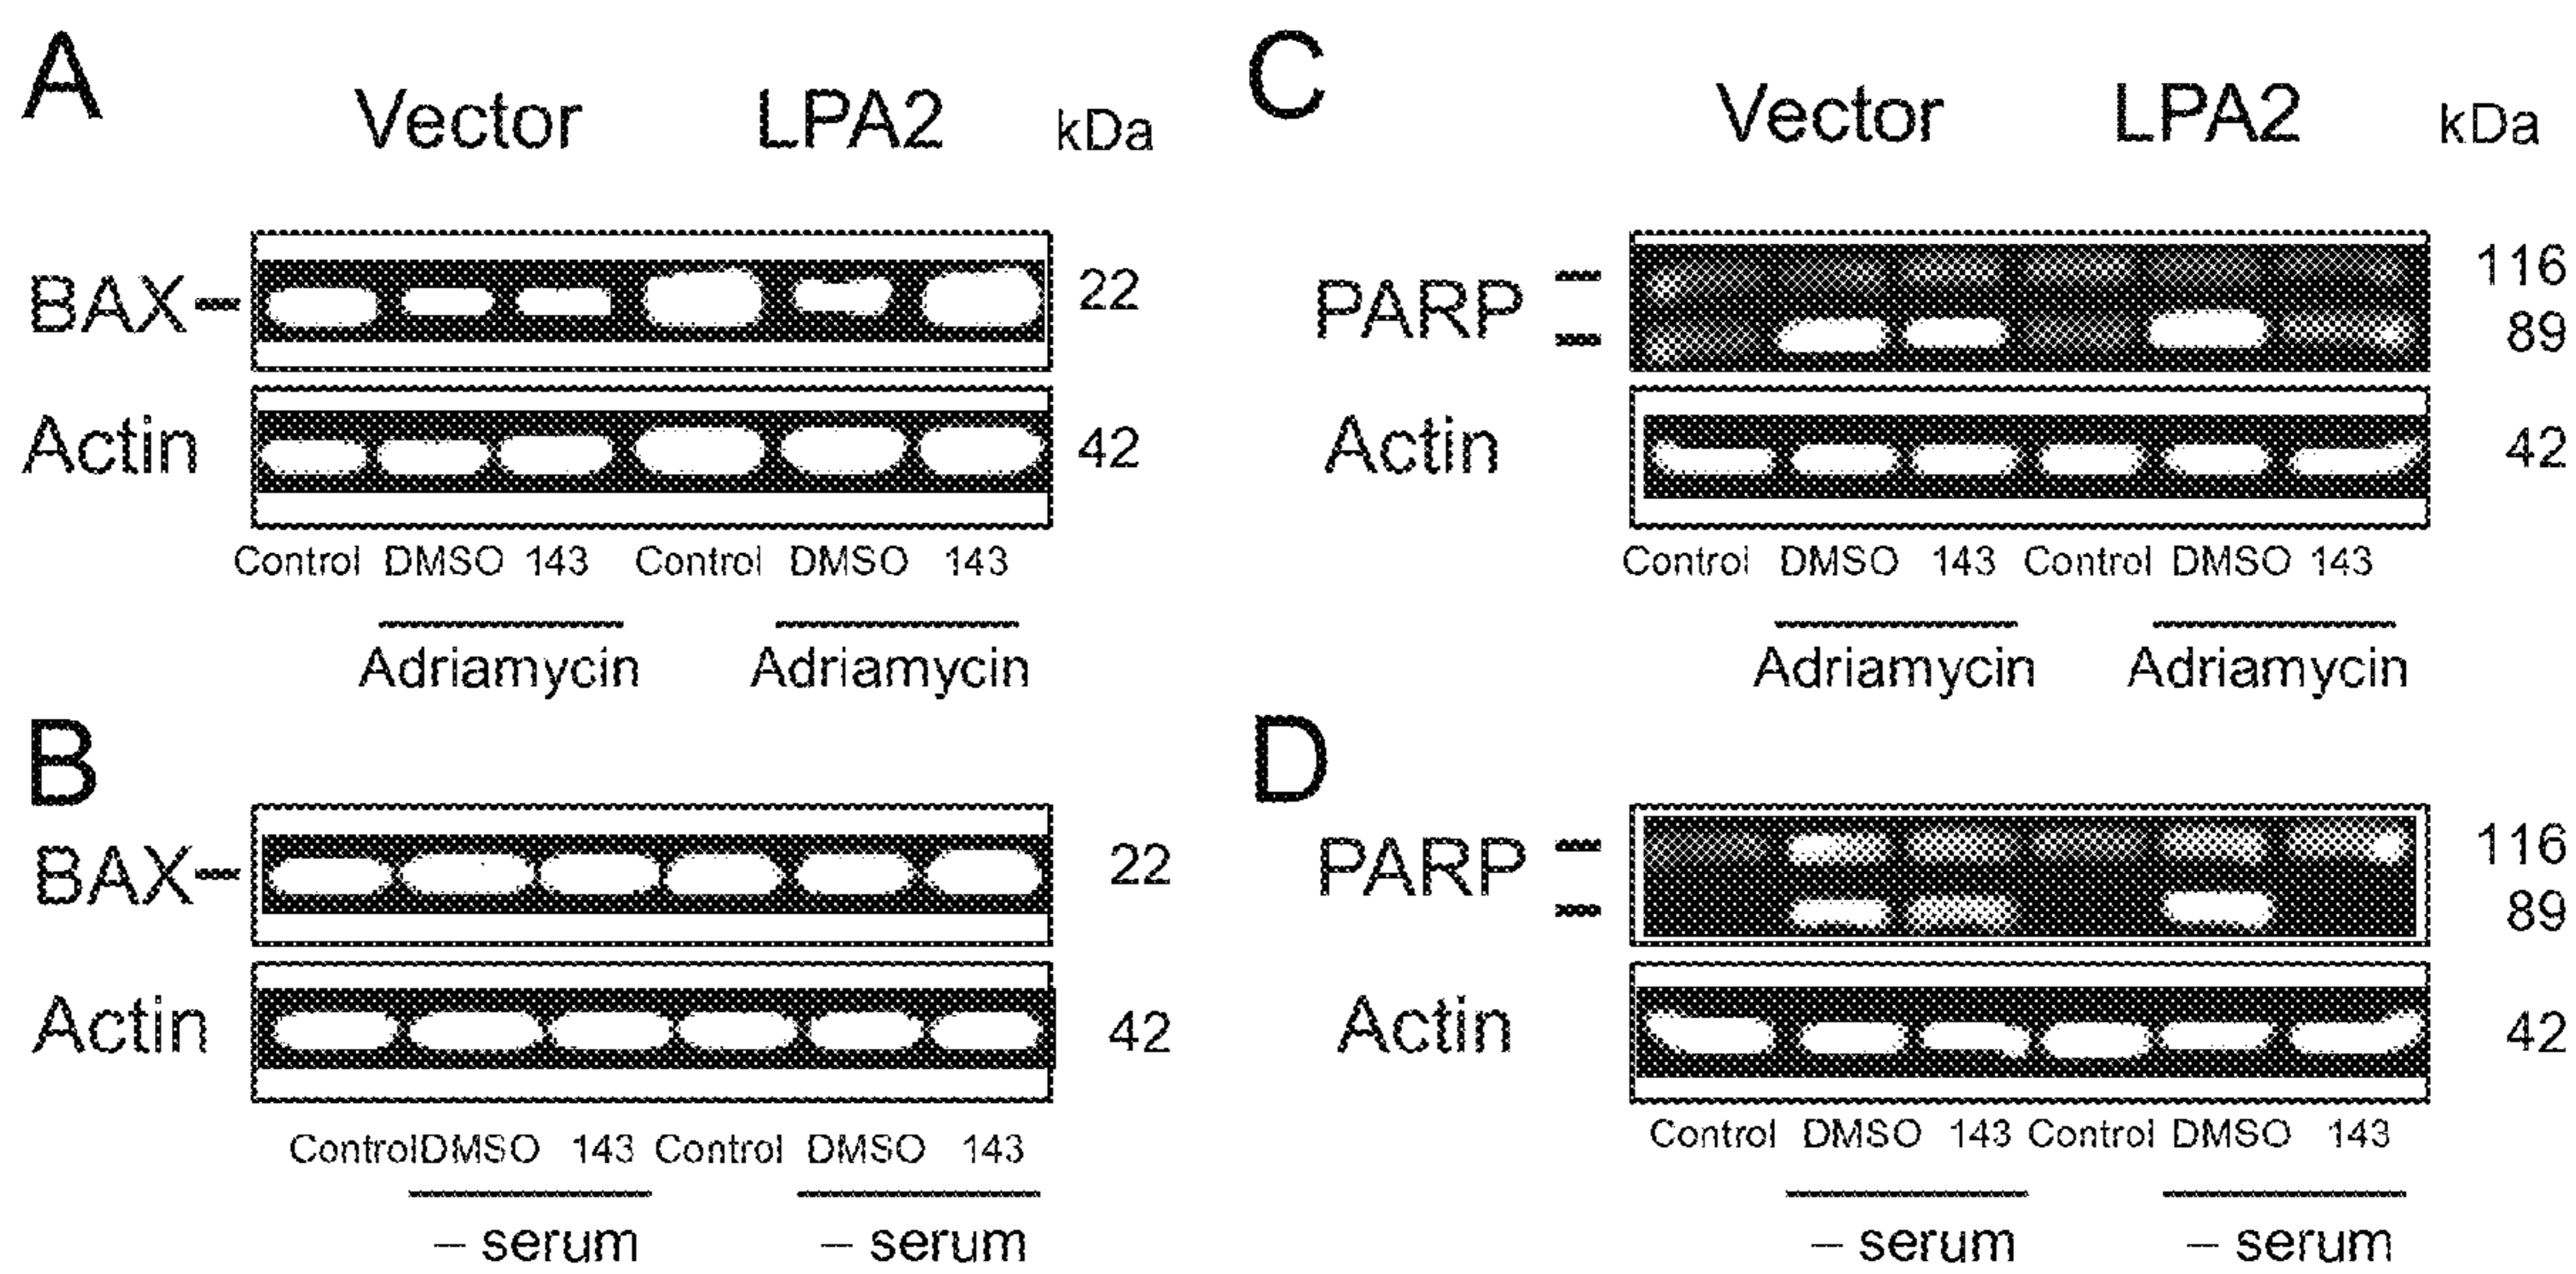 A
Vector LPA2 kDa
BAX 22
Actin 42
Control DMSO 143 Control DMSO 143
Adriamycin Adriamycin
B
BAX 22
Actin 42
Control DMSO 143 Control DMSO 143
– serum – serum
C
Vector LPA2 kDa
PARP 116
89
Actin 42
Control DMSO 143 Control DMSO 143
Adriamycin Adriamycin
D
PARP 116
89
Actin 42
Control DMSO 143 Control DMSO 143
– serum – serum